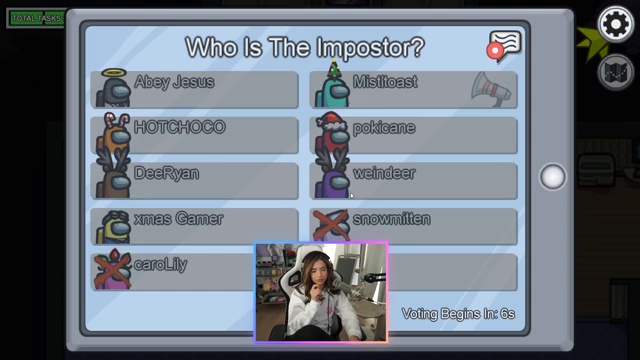 TOTAL TASKS
Who Is The Impostor?
Abey Jesus
Mistitoast
HOTCHOCO
pokicane
DeeRyan
weindeer
xmas Gamer
snowmitten
caroLily
Voting Begins In: 6s